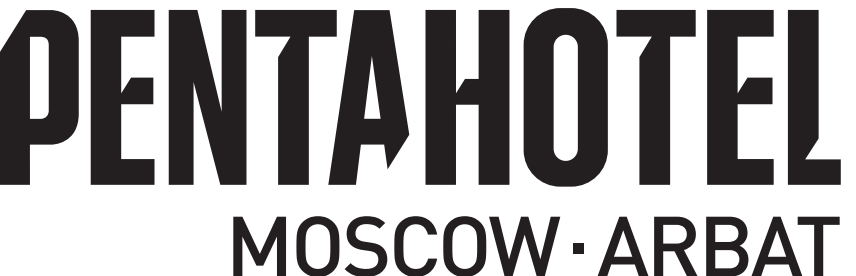 PENTAHOTEL
MOSCOW · ARBAT